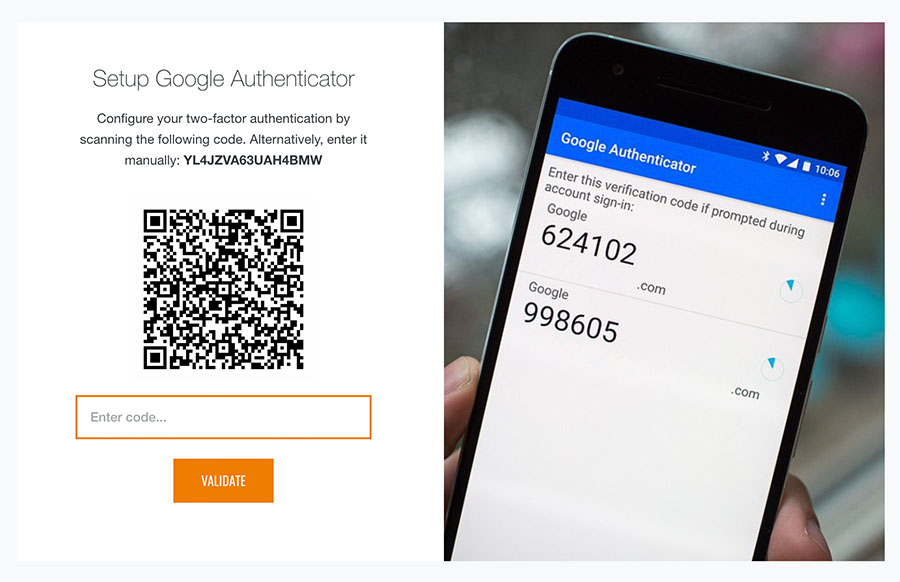 Setup Google Authenticator
Configure your two-factor authentication by
scanning the following code. Alternatively, enter it
manually: YL4JZVA63UAH4BMW
Enter code...
VALIDATE
10:06
Google Authenticator
Enter this verification code if prompted during
account sign-in:
Google
624102
.com
Google
998605
.com